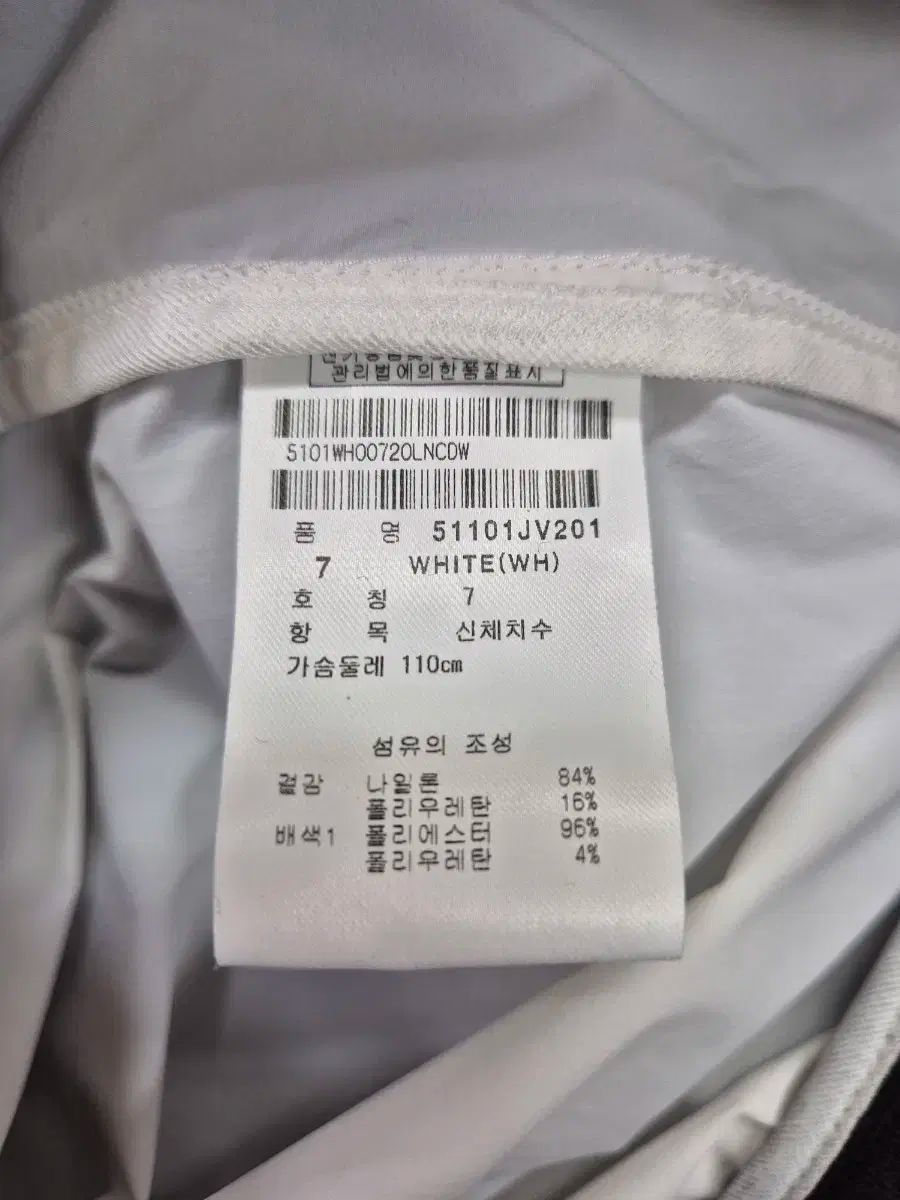 관리법에의한품질표시
5101WH00720LNCDW
품 명 51101JV201
7 WHITE(WH)
호 칭 7
항 목 신체치수
가슴둘레 110cm
섬유의 조성
겉감 나일론 84%
폴리우레탄 16%
배색1 폴리에스터 96%
폴리우레탄 4%